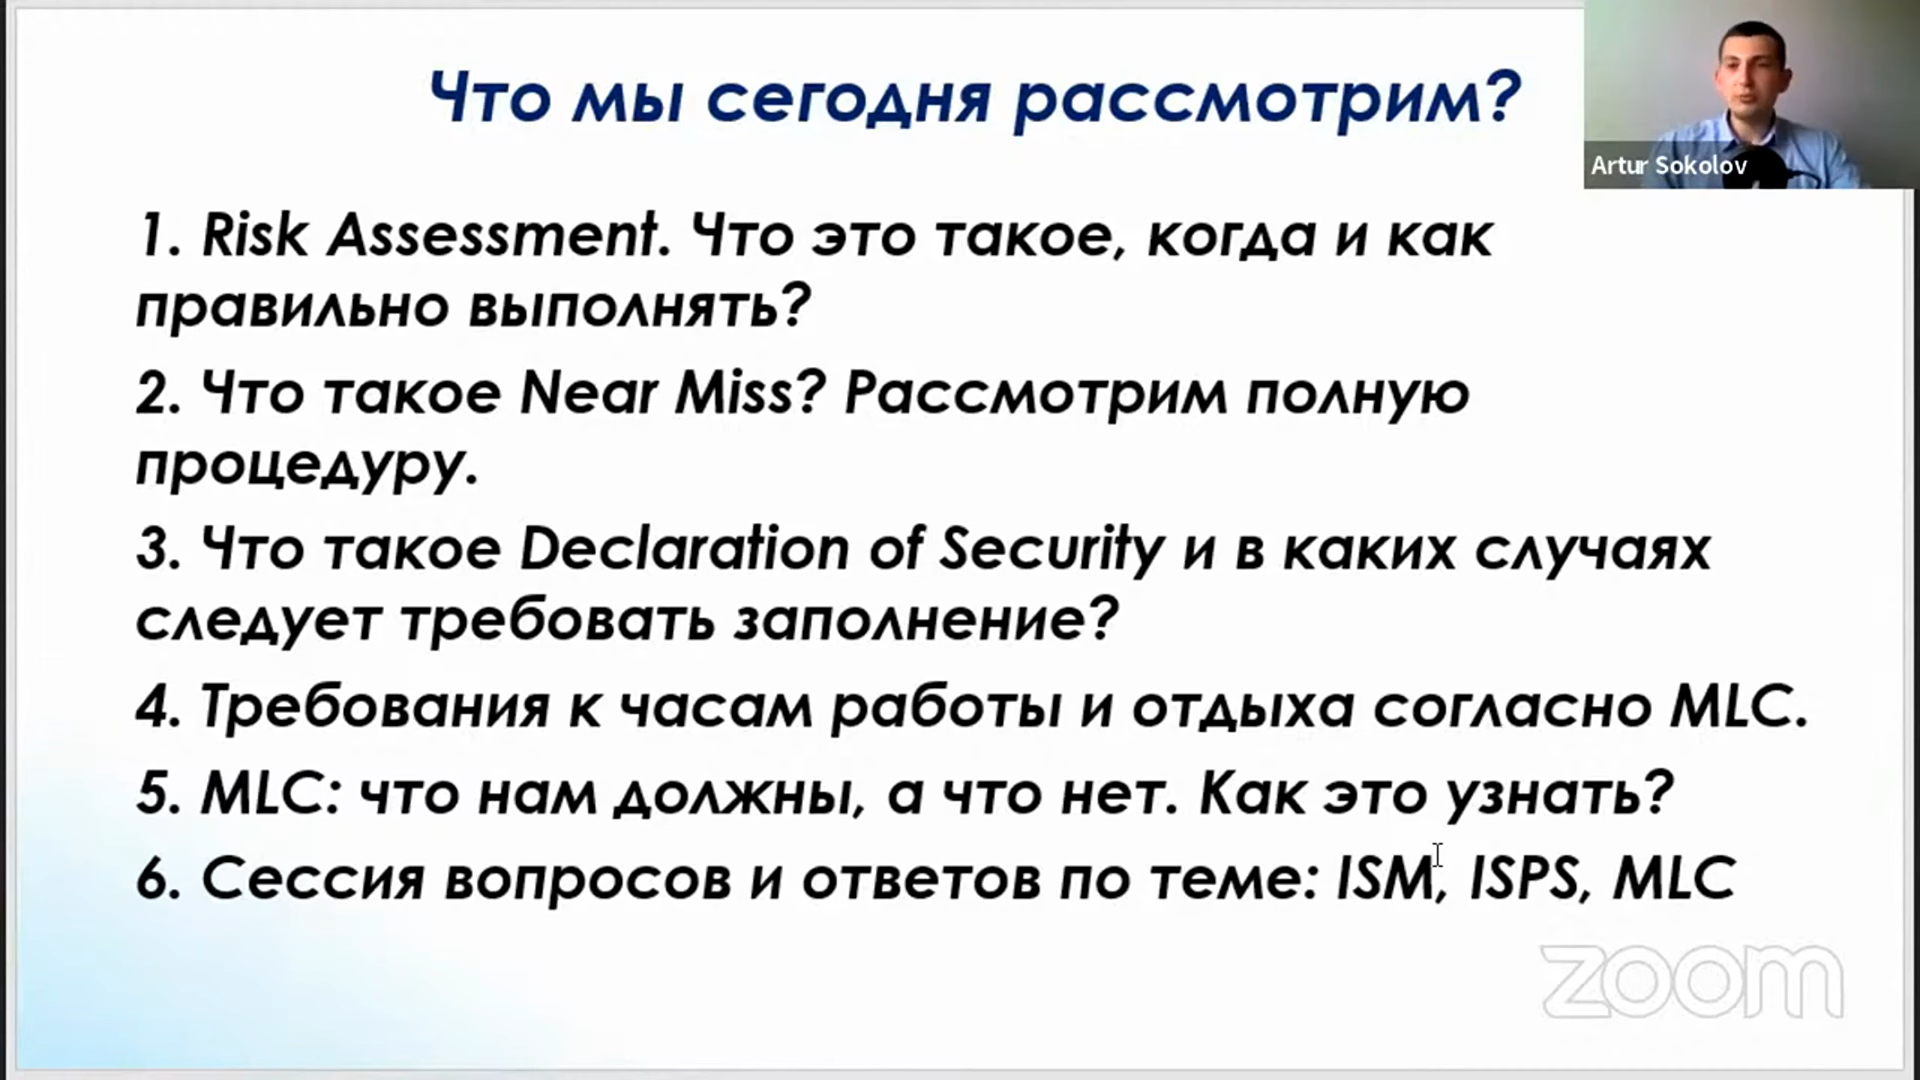 Что мы сегодня рассмотрим?
Artur Sokolov
1. Risk Assessment. Что это такое, когда и как
правильно выполнять?
2. Что такое Near Miss? Рассмотрим полную
процедуру.
3. Что такое Declaration of Security и в каких случаях
следует требовать заполнение?
4. Требования к часам работы и отдыха согласно MLC.
5. MLC: что нам должны, а что нет. Как это узнать?
6. Сессия вопросов и ответов по теме: ISM, ISPS, MLC
zoom